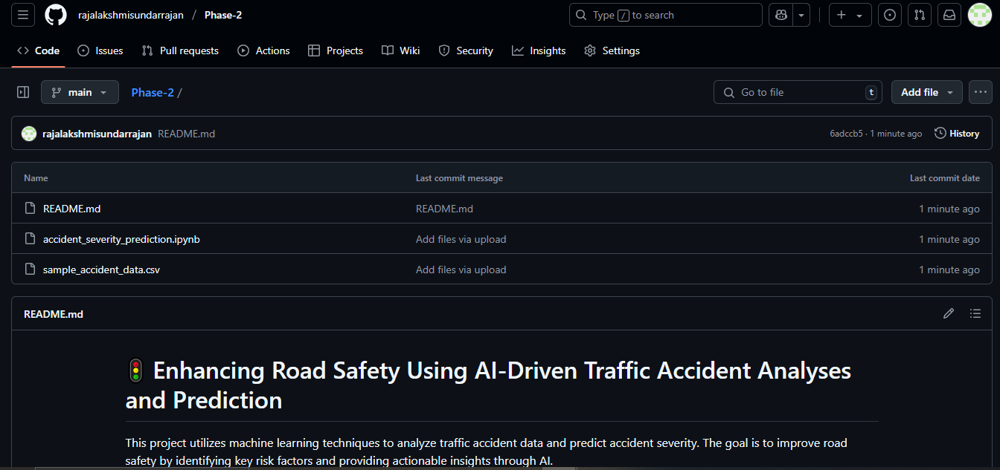 rajalakshmisundarrajan / Phase-2 Type / to search
Code Issues Pull requests Actions Projects Wiki Security Insights Settings
main Phase-2 / Go to file t Add file
rajalakshmisundarrajan README.md 6adccb5 · 1 minute ago History
Name Last commit message Last commit date
README.md README.md 1 minute ago
accident_severity_prediction.ipynb Add files via upload 1 minute ago
sample_accident_data.csv Add files via upload 1 minute ago
README.md
🚦 Enhancing Road Safety Using AI-Driven Traffic Accident Analyses
and Prediction
This project utilizes machine learning techniques to analyze traffic accident data and predict accident severity. The goal is to improve road
safety by identifying key risk factors and providing actionable insights through AI.